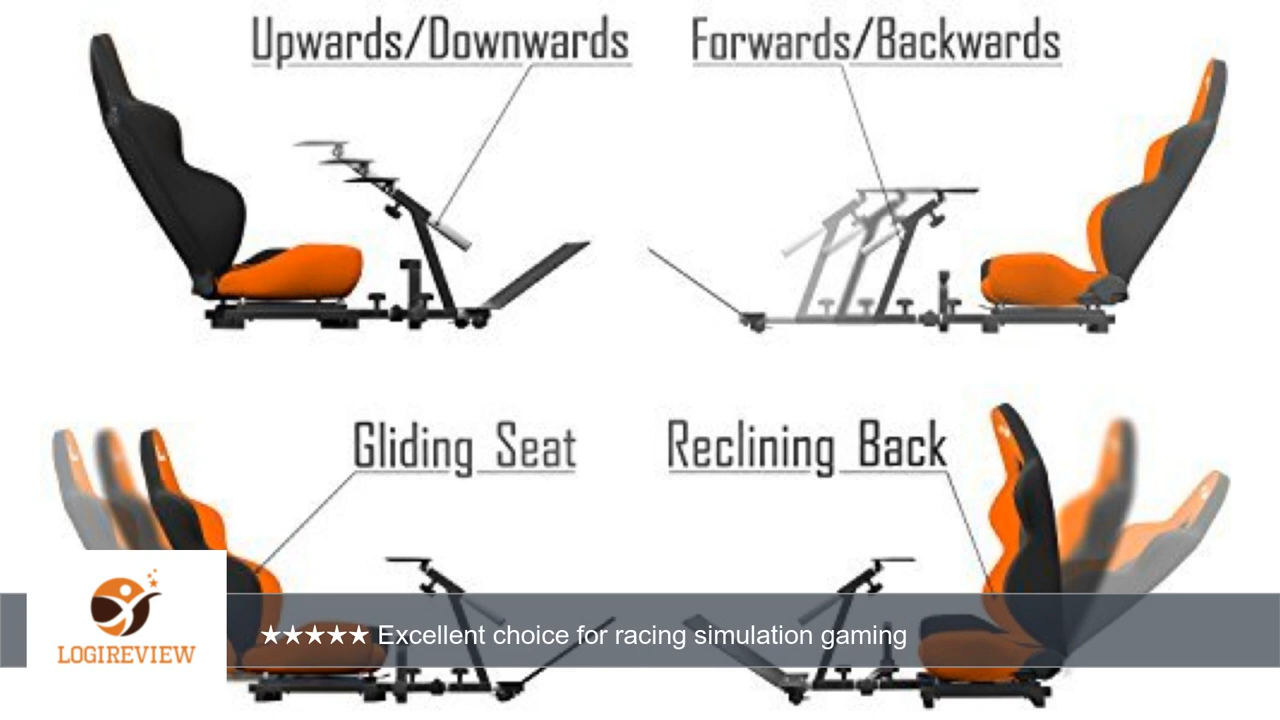 Upwards/Downwards
Forwards/Backwards
Gliding Seat
Reclining Back
★★★★★ Excellent choice for racing simulation gaming
LOGIREVIEW